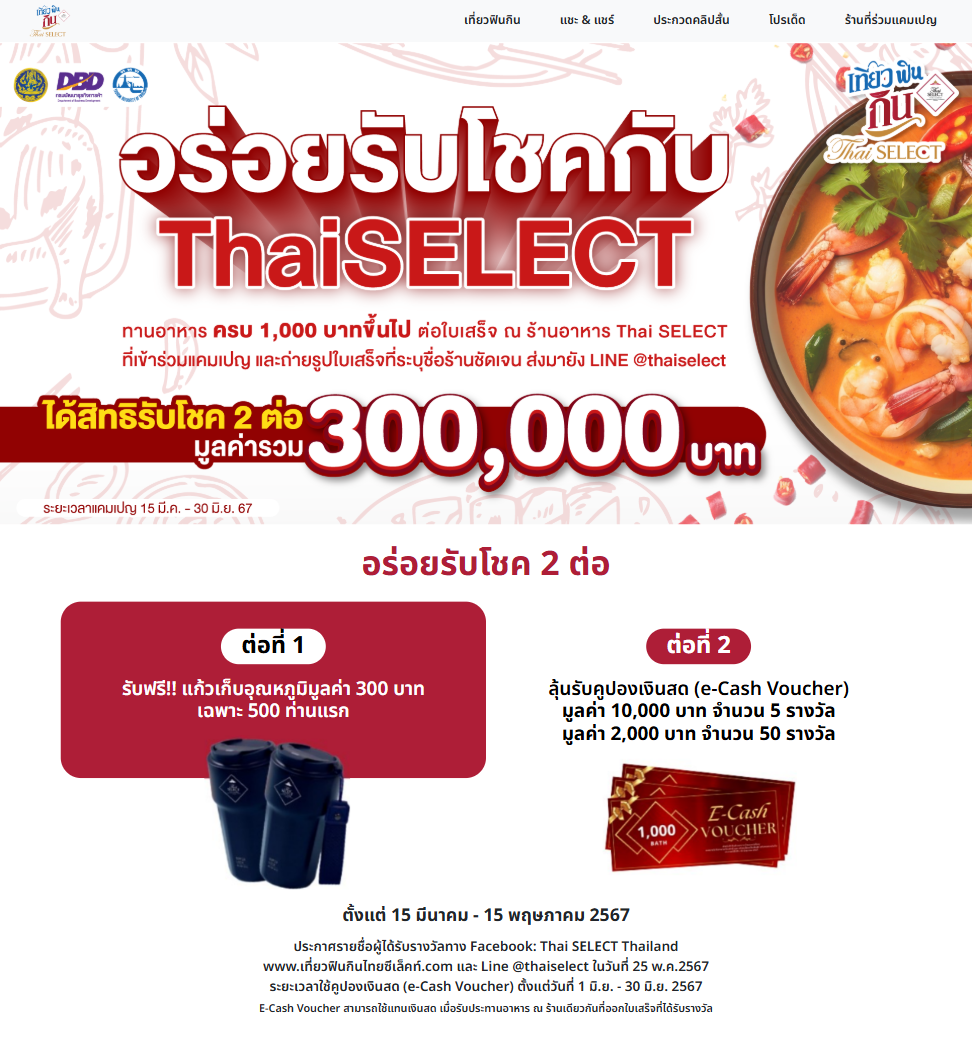 เที่ยว ฟิน
กิน
Thai SELECT
เที่ยวฟินกิน
แชะ & แชร์
ประกวดคลิปสั้น
โปรเด็ด
ร้านที่ร่วมแคมเปญ
DBD
กรมพัฒนาธุรกิจการค้า
Department of Business Development
เที่ยว ฟิน
กิน
Thai SELECT
อร่อยรับโชคกับ
ThaiSELECT
ทานอาหาร ครบ 1,000 บาทขึ้นไป ต่อใบเสร็จ ณ ร้านอาหาร Thai SELECT
ที่เข้าร่วมแคมเปญ และถ่ายรูปใบเสร็จที่ระบุชื่อร้านชัดเจน ส่งมายัง LINE @thaiselect
ได้สิทธิรับโชค 2 ต่อ
มูลค่ารวม 300,000 บาท
ระยะเวลาแคมเปญ 15 มี.ค. - 30 มิ.ย. 67
อร่อยรับโชค 2 ต่อ
ต่อที่ 1
รับฟรี!! แก้วเก็บอุณหภูมิมูลค่า 300 บาท
เฉพาะ 500 ท่านแรก
ต่อที่ 2
ลุ้นรับคูปองเงินสด (e-Cash Voucher)
มูลค่า 10,000 บาท จำนวน 5 รางวัล
มูลค่า 2,000 บาท จำนวน 50 รางวัล
1,000
BATH
E-Cash
VOUCHER
ตั้งแต่ 15 มีนาคม - 15 พฤษภาคม 2567
ประกาศรายชื่อผู้ได้รับรางวัลทาง Facebook: Thai SELECT Thailand
www.เที่ยวฟินกินไทยซีเล็คท์.com และ Line @thaiselect ในวันที่ 25 พ.ค.2567
ระยะเวลาใช้คูปองเงินสด (e-Cash Voucher) ตั้งแต่วันที่ 1 มิ.ย. - 30 มิ.ย. 2567
E-Cash Voucher สามารถใช้แทนเงินสด เมื่อรับประทานอาหาร ณ ร้านเดียวกันที่ออกใบเสร็จที่ได้รับรางวัล